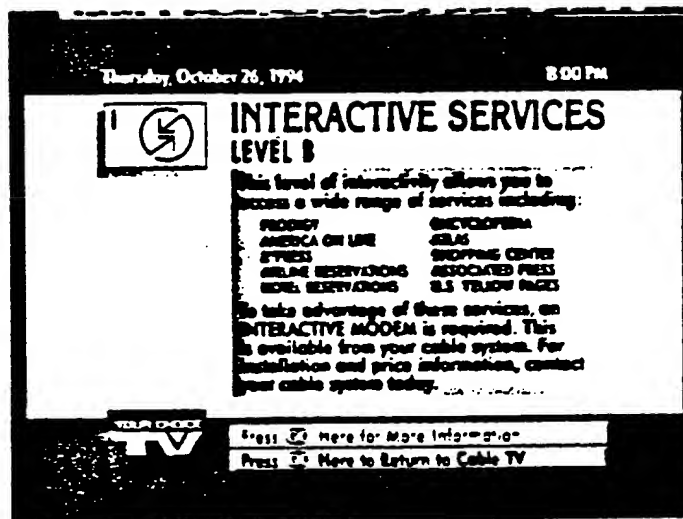 Thursday, October 26, 1994
8:00 PM
INTERACTIVE SERVICES
LEVEL B
This level of interactivity allows you to
access a wide range of services including:
PRODIGY
AMERICA ON LINE
X*PRESS
AIRLINE RESERVATIONS
HOTEL RESERVATIONS
ENCYCLOPEDIA
ATLAS
SHOPPING CENTER
ASSOCIATED PRESS
U.S. YELLOW PAGES
To take advantage of these services, an
INTERACTIVE MODEM is required. This
is available from your cable system. For
installation and price information, contact
your cable system today.
YOUR CHOICE
TV
Press Here for More Information
Press Here to Return to Cable TV